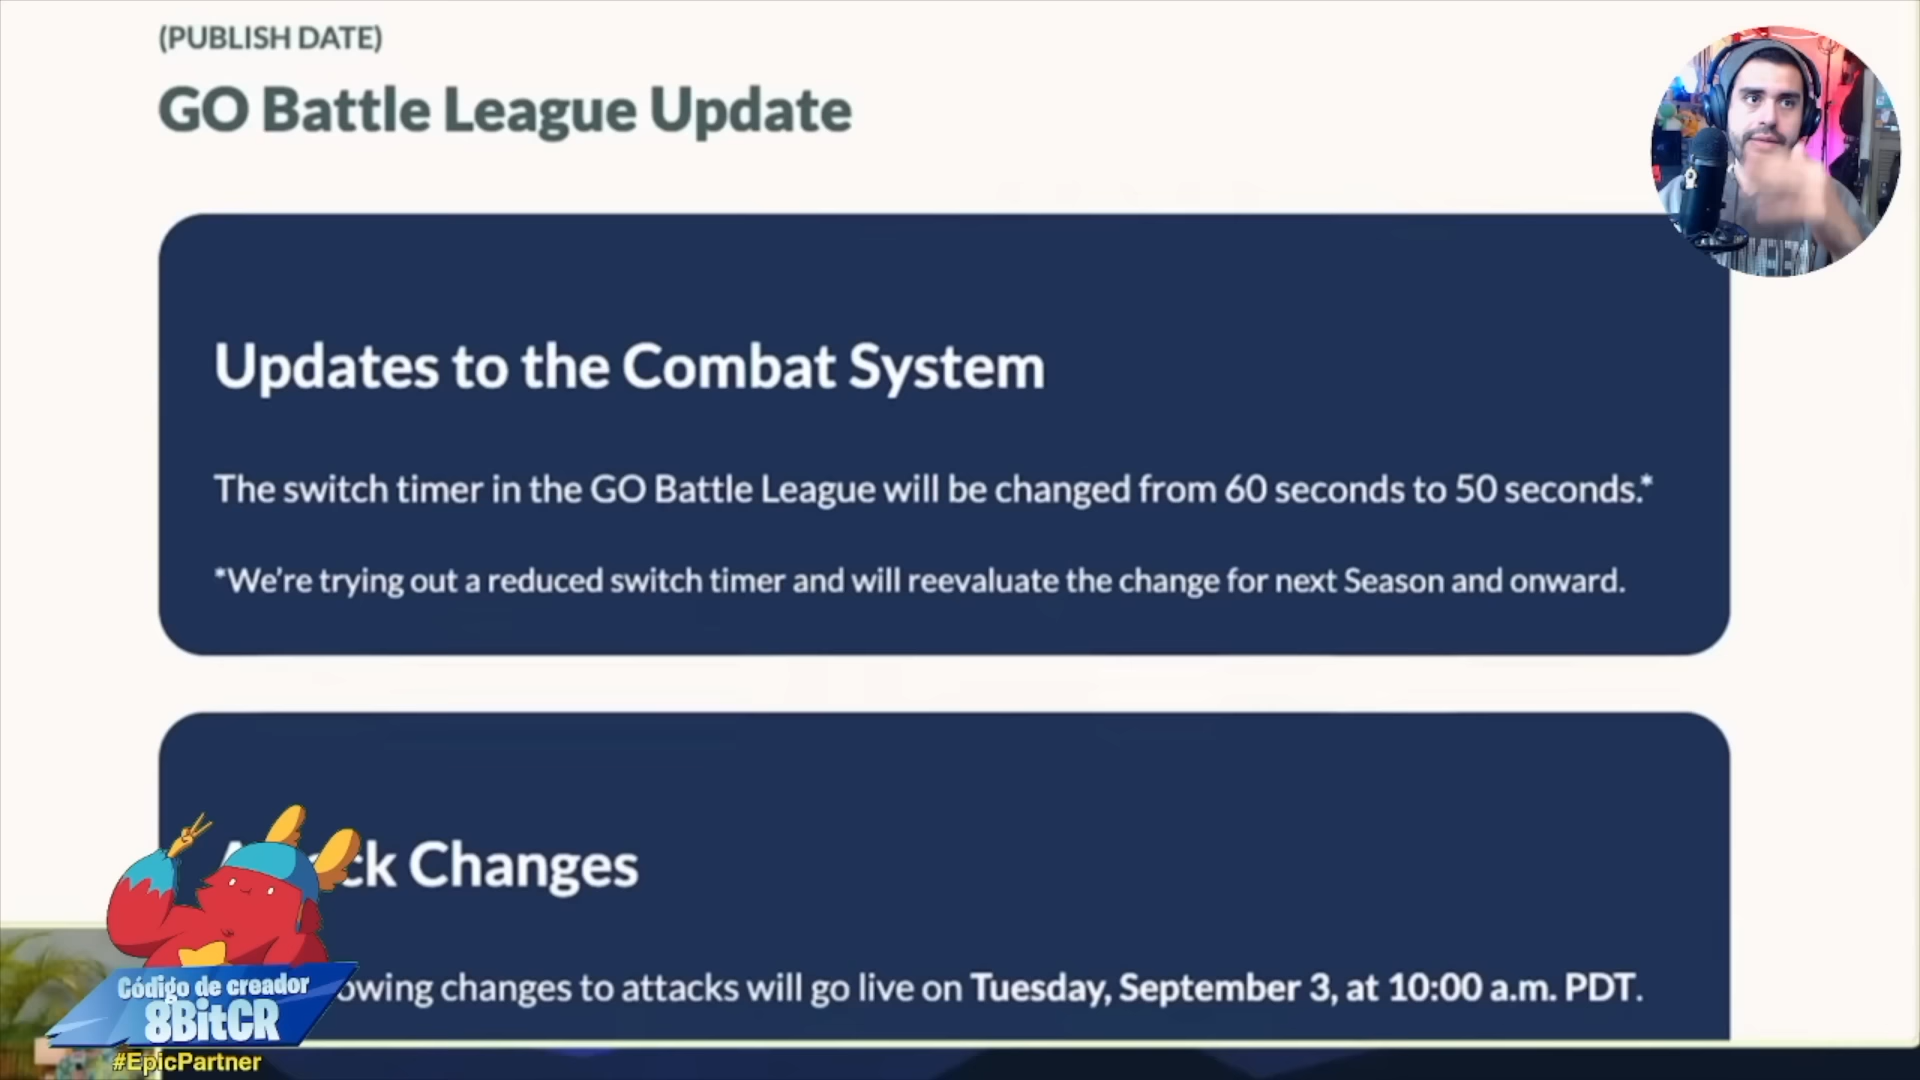 (PUBLISH DATE)
GO Battle League Update
Updates to the Combat System
The switch timer in the GO Battle League will be changed from 60 seconds to 50 seconds.*
*We're trying out a reduced switch timer and will reevaluate the change for next Season and onward.
Changes
changes to attacks will go live on Tuesday, September 3, at 10:00 a.m. PDT.
Código de creador
8BitCR
#EpicPartner